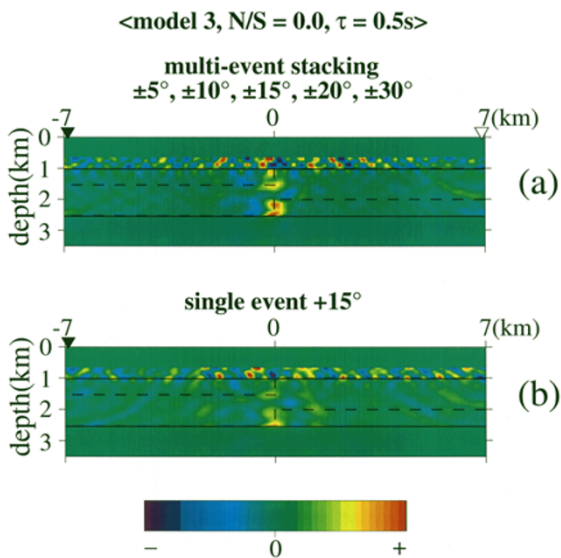 <model 3, N/S = 0.0, τ = 0.5s>
multi-event stacking
±5°, ±10°, ±15°, ±20°, ±30°
-7 0 7(km)
0
1
2
3
depth(km)
(a)
single event +15°
-7 0 7(km)
0
1
2
3
depth(km)
(b)
− 0 +